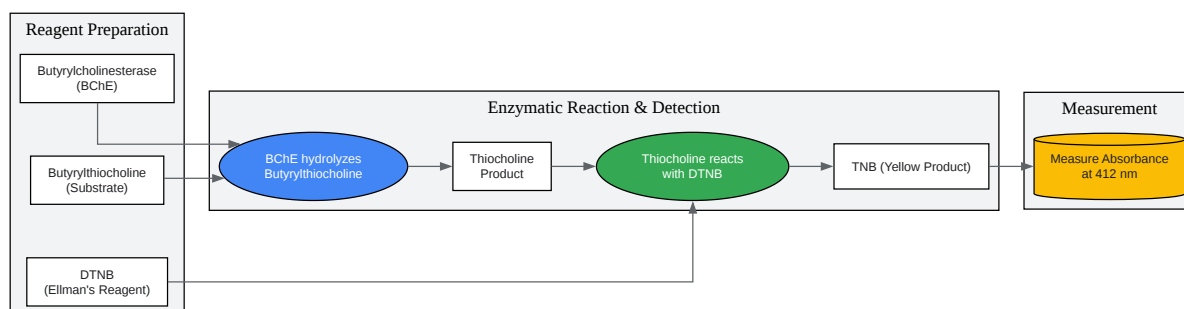 Reagent Preparation
Butyrylcholinesterase
(BChE)
Butyrylthiocholine
(Substrate)
DTNB
(Ellman's Reagent)
Enzymatic Reaction & Detection
BChE hydrolyzes
Butyrylthiocholine
Thiocholine
Product
Thiocholine reacts
with DTNB
TNB (Yellow Product)
Measurement
Measure Absorbance
at 412 nm